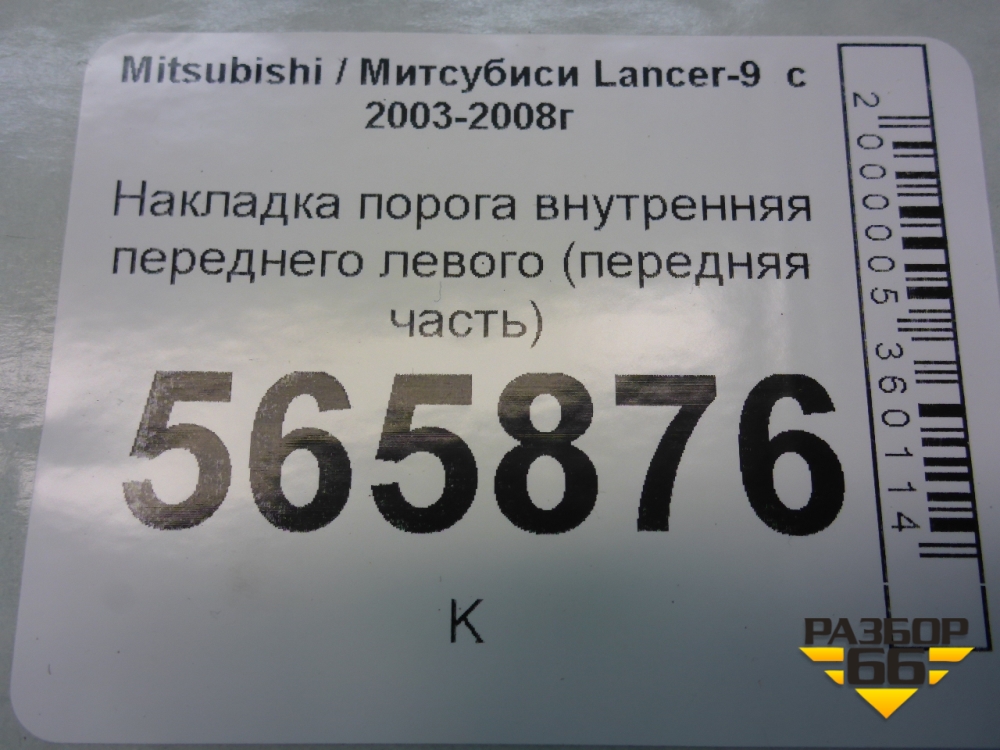 Mitsubishi / Митсубиси Lancer-9 с
2003-2008г
Накладка порога внутренняя
переднего левого (передняя
часть)
565876
К
2000005360114
РАЗБОР
66